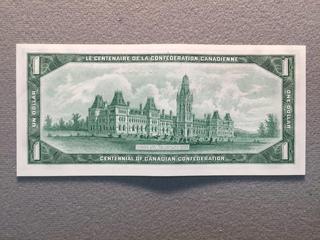 LE CENTENAIRE DE LA CONFÉDÉRATION CANADIENNE
1
1
UN DOLLAR
ONE DOLLAR
1
1
CENTENNIAL OF CANADIAN CONFEDERATION